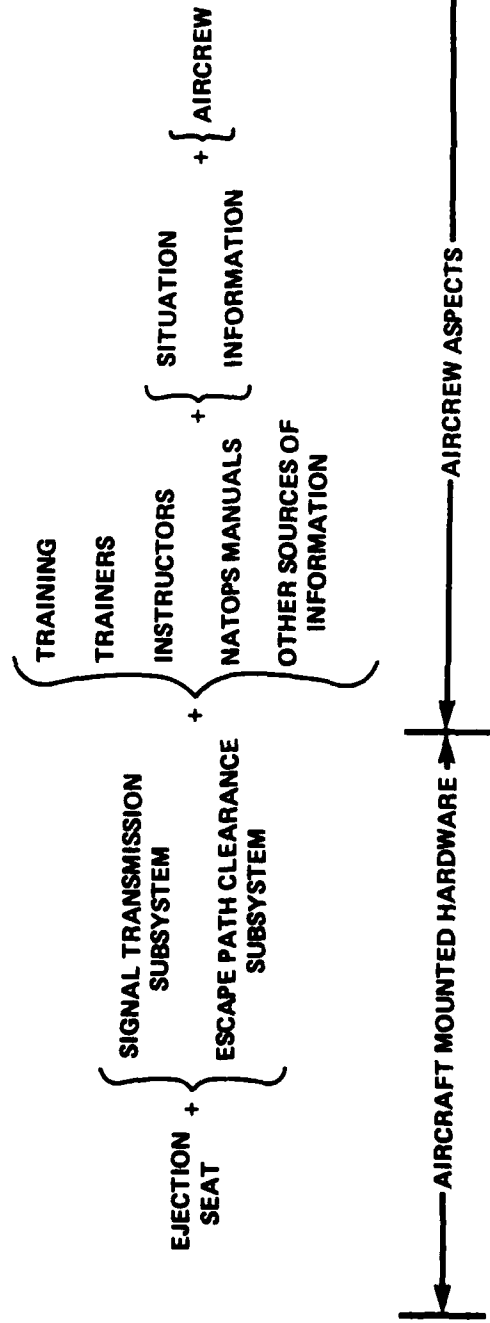 EJECTION
SEAT
+
SIGNAL TRANSMISSION
SUBSYSTEM
ESCAPE PATH CLEARANCE
SUBSYSTEM
+
TRAINING
TRAINERS
INSTRUCTORS
NATOPS MANUALS
OTHER SOURCES OF
INFORMATION
+
SITUATION
INFORMATION
+
AIRCREW
AIRCRAFT MOUNTED HARDWARE
AIRCREW ASPECTS